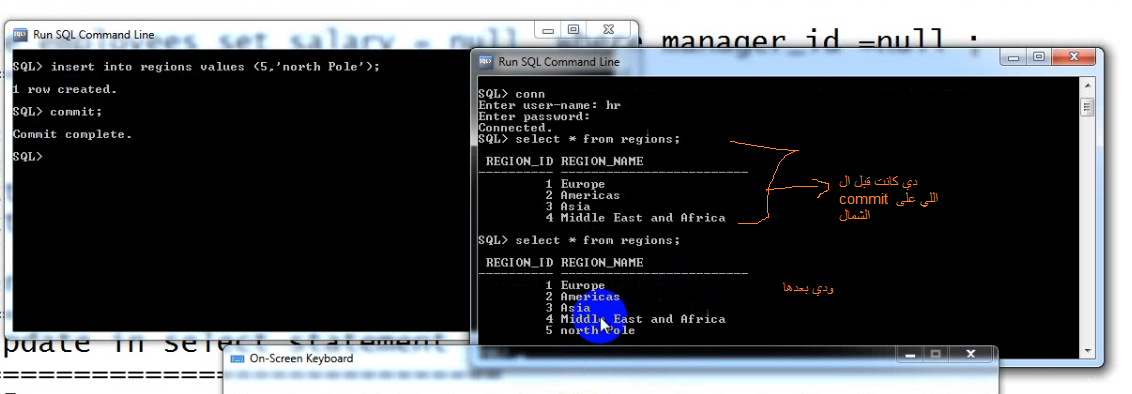 employees set salary = null where manager_id =null ;
Run SQL Command Line
SQL> insert into regions values (5,'north Pole');
1 row created.
SQL> commit;
Commit complete.
SQL>
Run SQL Command Line
SQL> conn
Enter user-name: hr
Enter password:
Connected.
SQL> select * from regions;
REGION_ID REGION_NAME
1 Europe
2 Americas
3 Asia
4 Middle East and Africa
دي كانت قبل ال
commit اللي على
الشمال
SQL> select * from regions;
REGION_ID REGION_NAME
1 Europe
2 Americas
3 Asia
4 Middle East and Africa
5 north Pole
ودي بعدها
update in select statement
On-Screen Keyboard